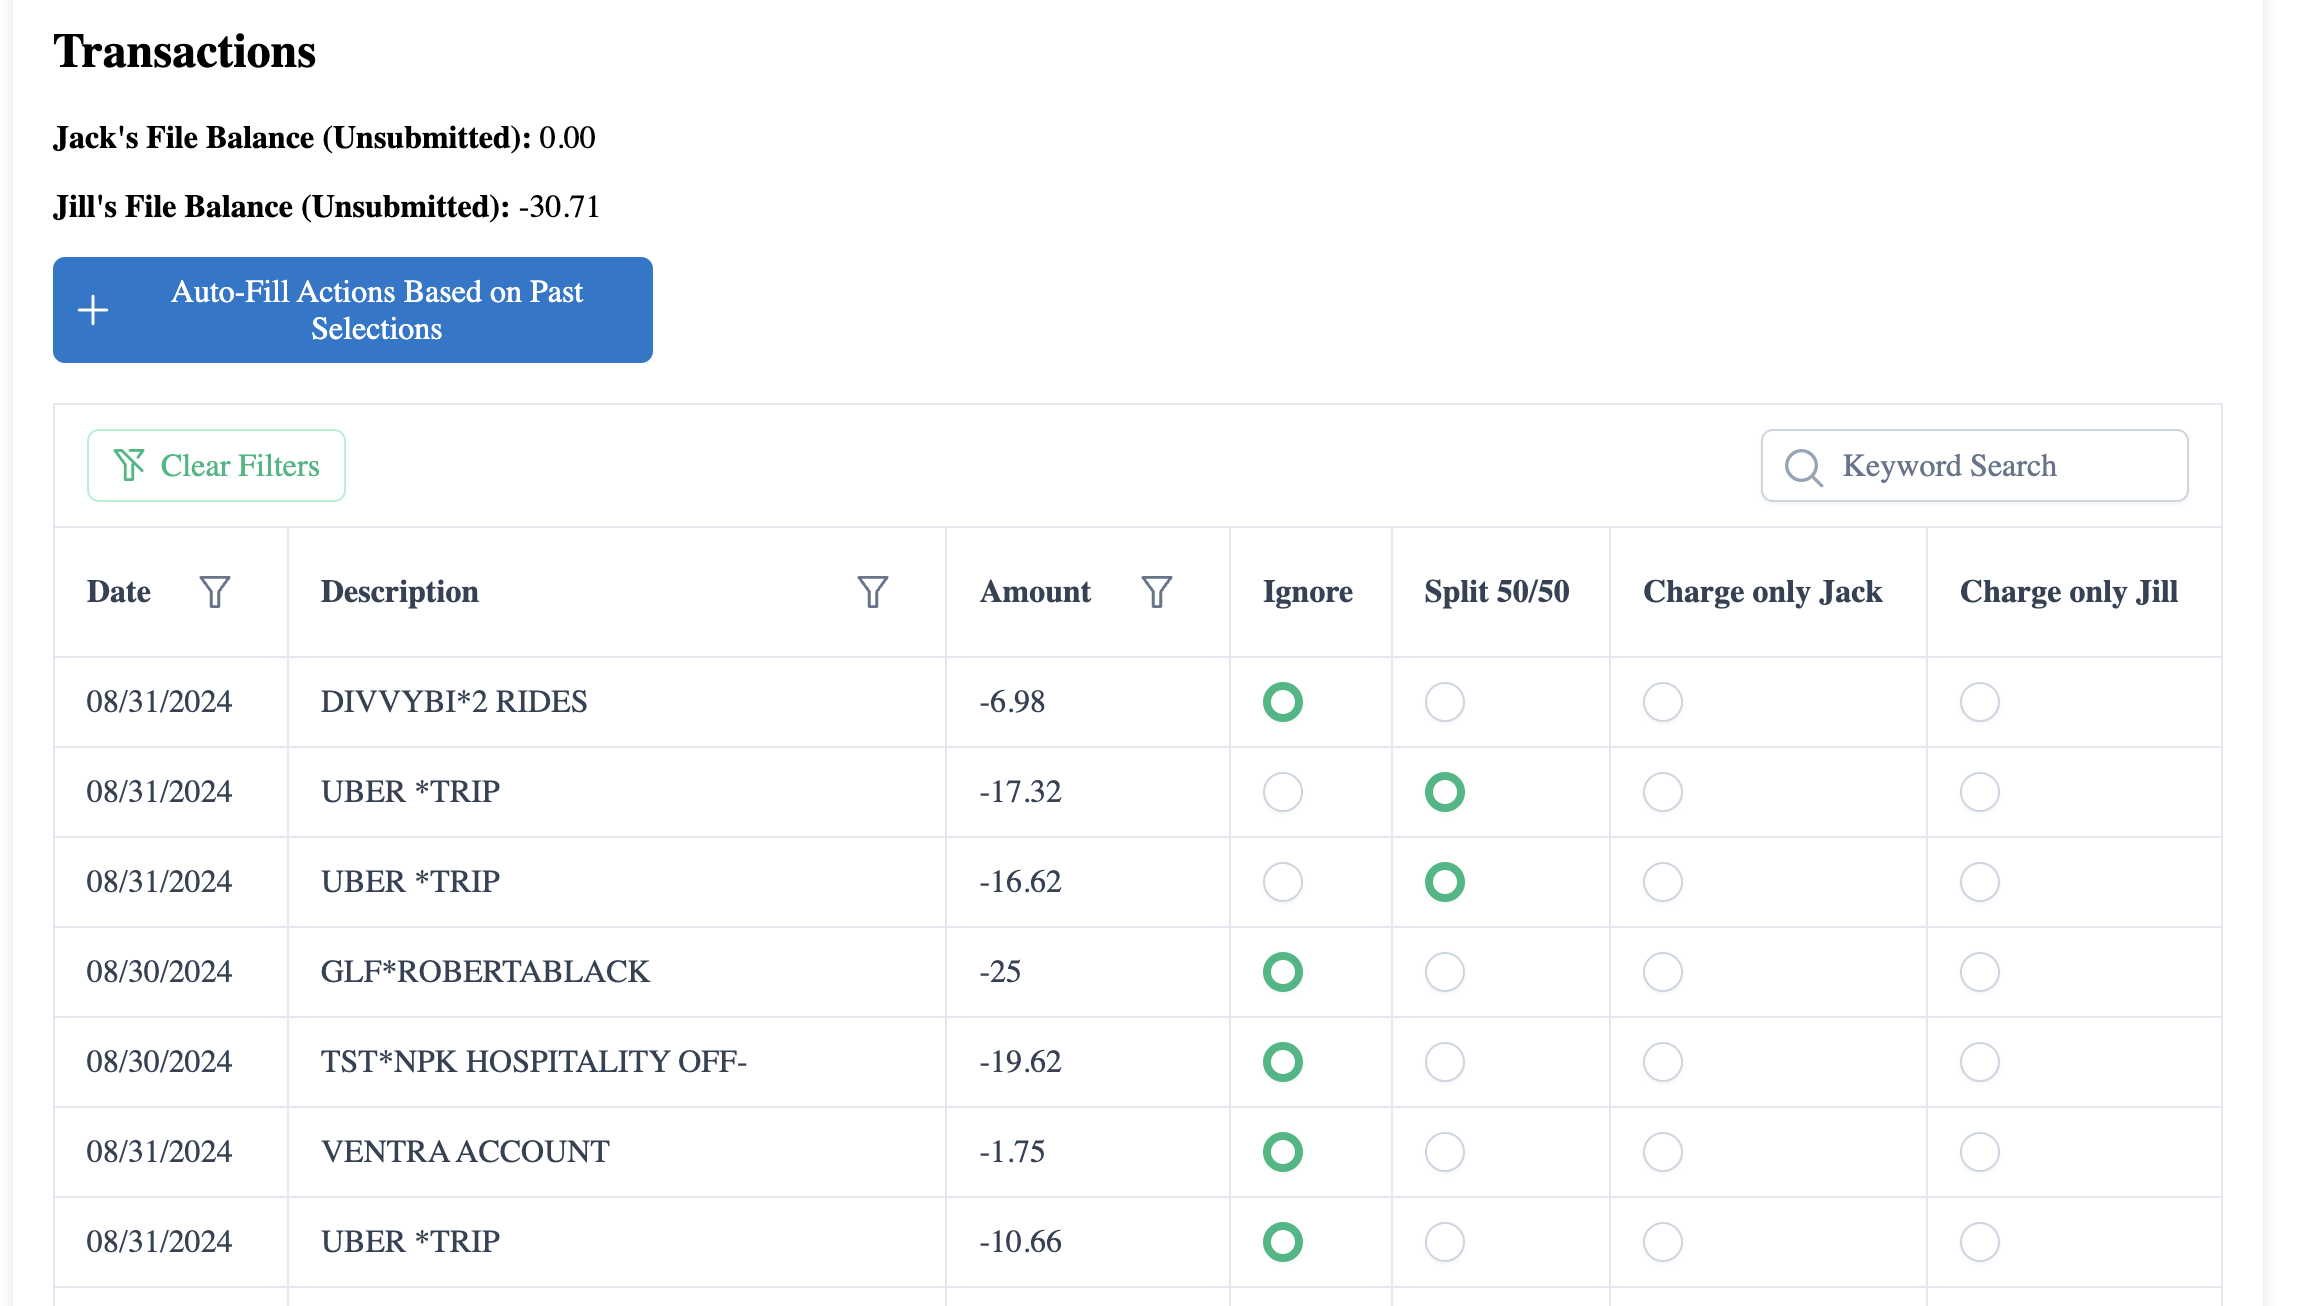 Transactions
Jack's File Balance (Unsubmitted): 0.00
Jill's File Balance (Unsubmitted): -30.71
Auto-Fill Actions Based on Past
Selections
Clear Filters
Keyword Search
Date Description Amount Ignore Split 50/50 Charge only Jack Charge only Jill
08/31/2024 DIVVYBI*2 RIDES -6.98
08/31/2024 UBER *TRIP -17.32
08/31/2024 UBER *TRIP -16.62
08/30/2024 GLF*ROBERTABLACK -25
08/30/2024 TST*NPK HOSPITALITY OFF- -19.62
08/31/2024 VENTRA ACCOUNT -1.75
08/31/2024 UBER *TRIP -10.66